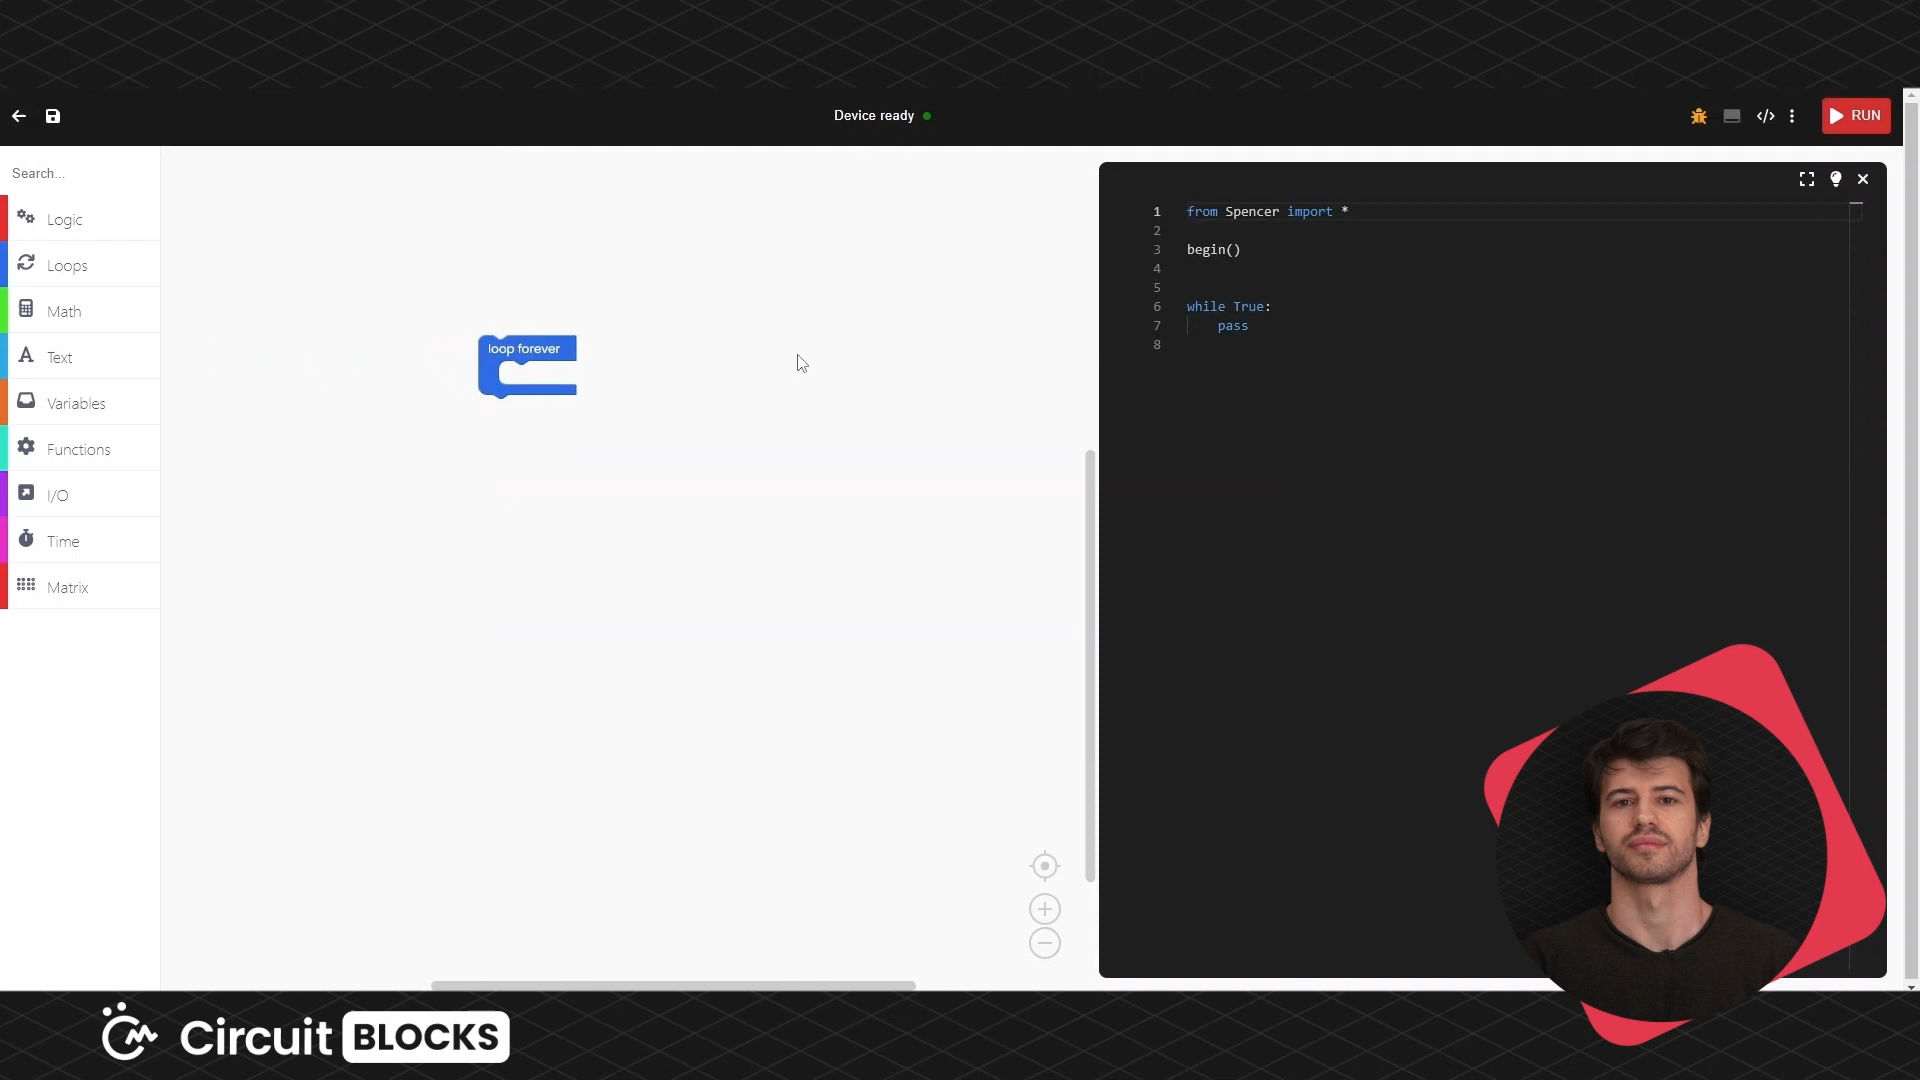 Device ready
RUN
Search...
Logic
Loops
Math
Text
Variables
Functions
I/O
Time
Matrix
loop forever
1 from Spencer import *
2
3 begin()
4
5
6 while True:
7 pass
8
Circuit BLOCKS